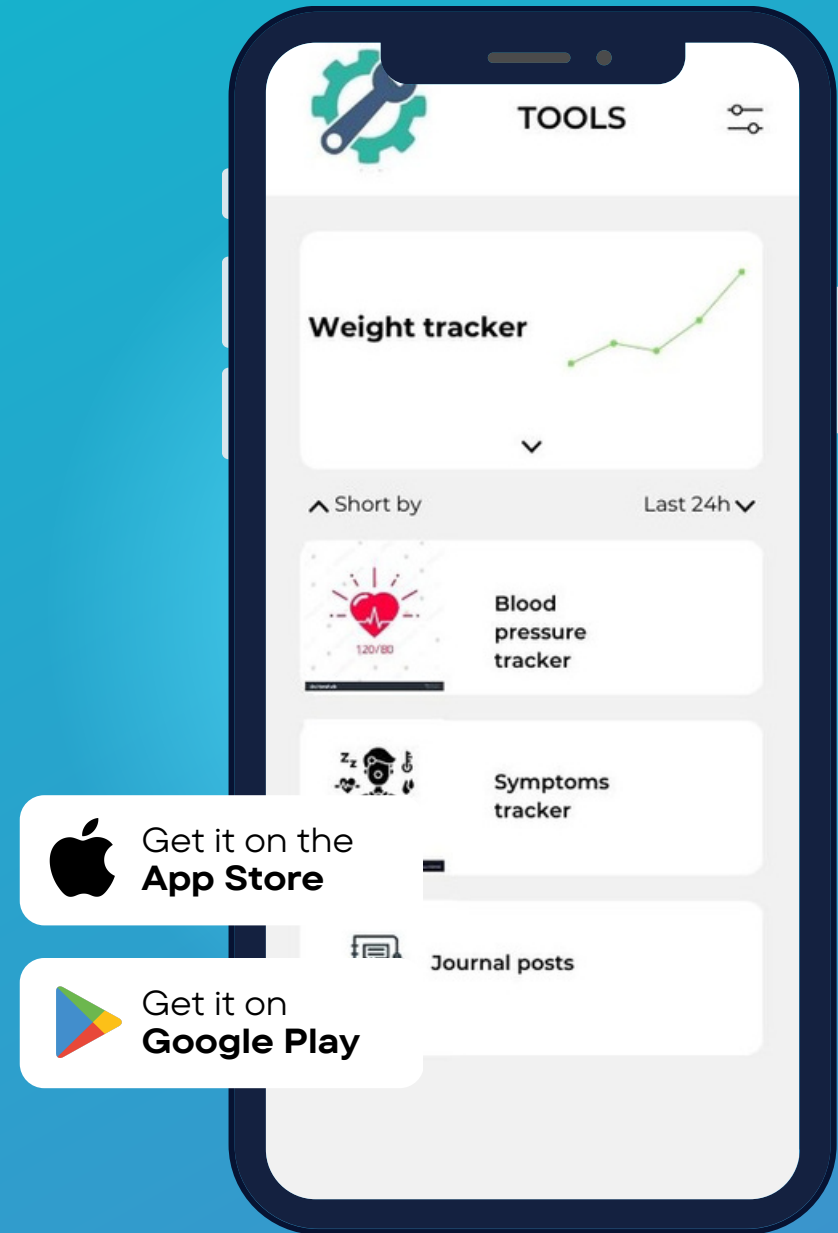 TOOLS
Weight tracker
Short by
Last 24h
120/80
Blood
pressure
tracker
Zz
Symptoms
tracker
Get it on the
App Store
Journal posts
Get it on
Google Play